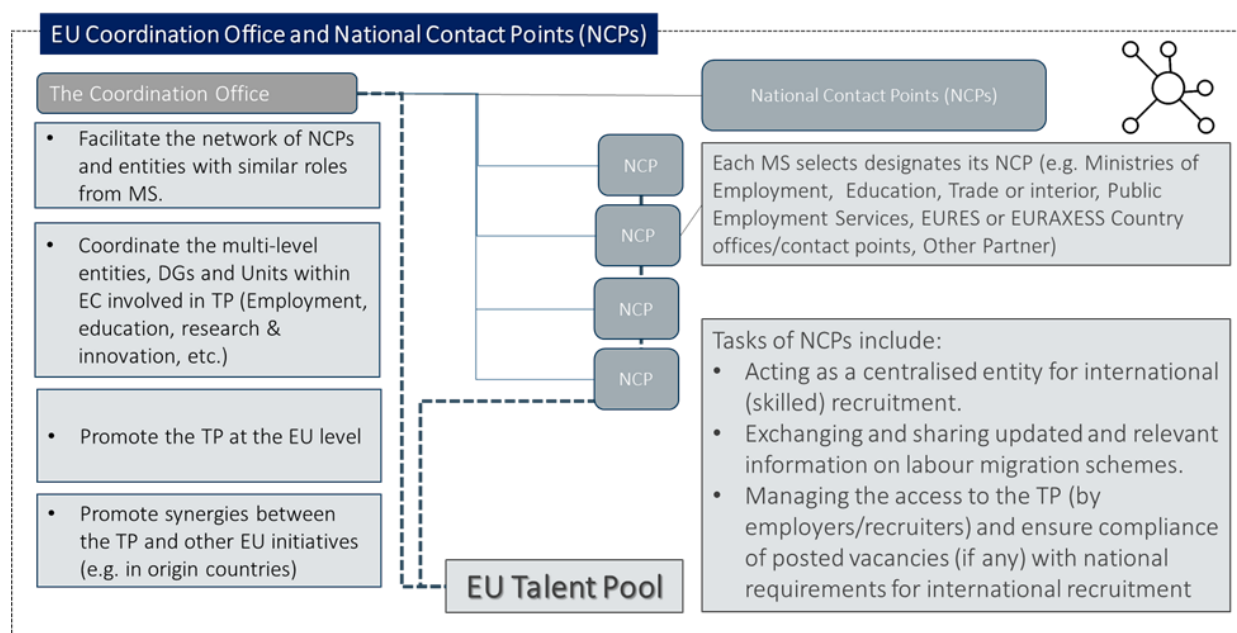 EU Coordination Office and National Contact Points (NCPs)
The Coordination Office
• Facilitate the network of NCPs
and entities with similar roles
from MS.
• Coordinate the multi-level
entities, DGs and Units within
EC involved in TP (Employment,
education, research &
innovation, etc.)
• Promote the TP at the EU level
• Promote synergies between
the TP and other EU initiatives
(e.g. in origin countries)
NCP
NCP
NCP
NCP
EU Talent Pool
National Contact Points (NCPs)
Each MS selects designates its NCP (e.g. Ministries of
Employment, Education, Trade or interior, Public
Employment Services, EURES or EURAXESS Country
offices/contact points, Other Partner)
Tasks of NCPs include:
• Acting as a centralised entity for international
(skilled) recruitment.
• Exchanging and sharing updated and relevant
information on labour migration schemes.
• Managing the access to the TP (by
employers/recruiters) and ensure compliance
of posted vacancies (if any) with national
requirements for international recruitment